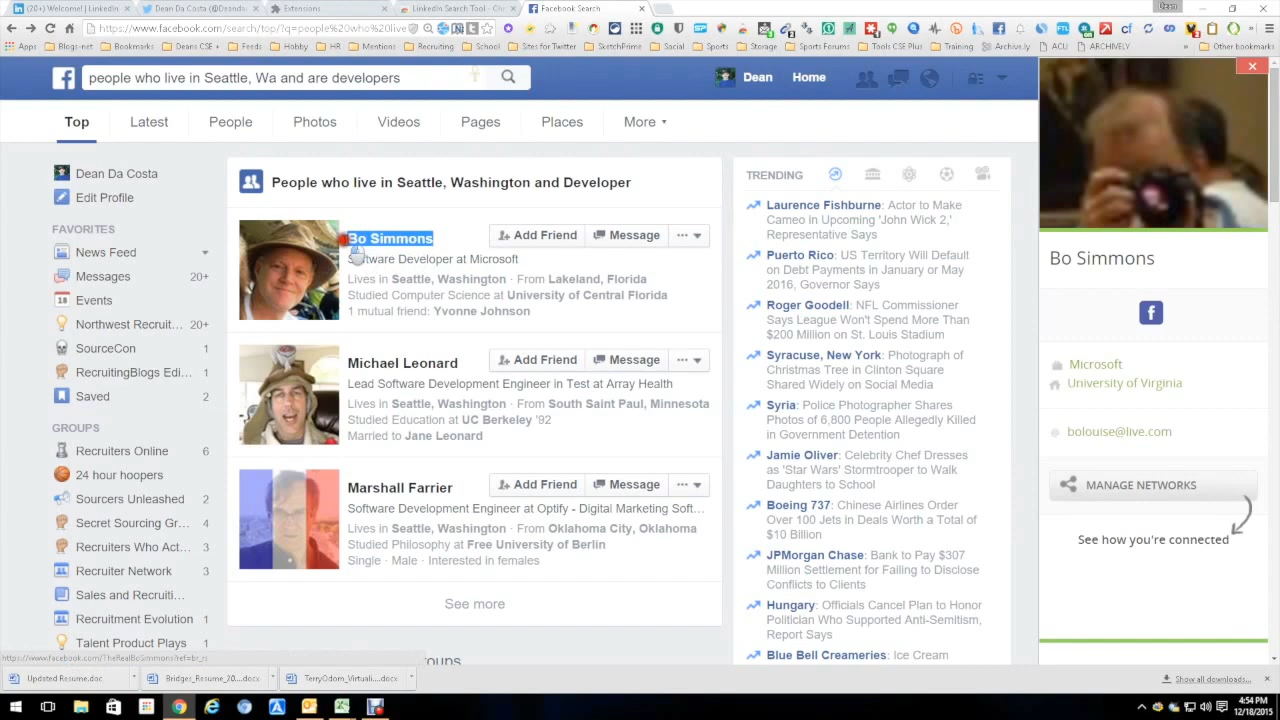 (20+) Welcome! | LinkedIn
Dean Da Costa (@Deanda
Extensions
LinkedIn Search Tool - Chr
Facebook Search
Dean
https://www.facebook.com/search/top/?q=people%20who%20live%
Apps
Blogs
Bookmarks
Deans CSE +
Feeds
HQ
HR
Mentoring
Recruiting
School
Sites for Twitter
SketchPrime
Social
Sports
Storage
Sports Forums
Tools CSE Plus
Training
Archively
ACU
ARCHIVELY
Other bookmarks
people who live in Seattle, Wa and are developers
Dean
Home
Top
Latest
People
Photos
Videos
Pages
Places
More
Dean Da Costa
Edit Profile
FAVORITES
News Feed
Messages 20+
Events
Northwest Recruit... 20+
SourceCon 1
RecruitingBlogs Edi... 1
Saved 2
GROUPS
Recruiters Online 6
24 hour hoopers
Sourcers Unleashed 2
Secret Sourcing Gr... 4
Recruiters Who Act... 3
Recruiter Network 3
Sales and Recruiti...
Recruitment Evolution 1
Talent Product Plays 1
People who live in Seattle, Washington and Developer
Bo Simmons
Add Friend
Message
Software Developer at Microsoft
Lives in Seattle, Washington · From Lakeland, Florida
Studied Computer Science at University of Central Florida
1 mutual friend: Yvonne Johnson
Michael Leonard
Add Friend
Message
Lead Software Development Engineer in Test at Array Health
Lives in Seattle, Washington · From South Saint Paul, Minnesota
Studied Education at UC Berkeley '92
Married to Jane Leonard
Marshall Farrier
Add Friend
Message
Software Development Engineer at Optify - Digital Marketing Soft...
Lives in Seattle, Washington · From Oklahoma City, Oklahoma
Studied Philosophy at Free University of Berlin
Single · Male · Interested in females
See more
TRENDING
Laurence Fishburne: Actor to Make
Cameo in Upcoming 'John Wick 2,'
Representative Says
Puerto Rico: US Territory Will Default
on Debt Payments in January or May
2016, Governor Says
Roger Goodell: NFL Commissioner
Says League Won't Spend More Than
$200 Million on St. Louis Stadium
Syracuse, New York: Photograph of
Christmas Tree in Clinton Square
Shared Widely on Social Media
Syria: Police Photographer Shares
Photos of 6,800 People Allegedly Killed
in Government Detention
Jamie Oliver: Celebrity Chef Dresses
as 'Star Wars' Stormtrooper to Walk
Daughters to School
Boeing 737: Chinese Airlines Order
Over 100 Jets in Deals Worth a Total of
$10 Billion
JPMorgan Chase: Bank to Pay $307
Million Settlement for Failing to Disclose
Conflicts to Clients
Hungary: Officials Cancel Plan to Honor
Politician Who Supported Anti-Semitism,
Report Says
Blue Bell Creameries: Ice Cream
Bo Simmons
Microsoft
University of Virginia
bolouise@live.com
MANAGE NETWORKS
See how you're connected
https://www.facebook.com/TheRealBoSimmons?ref=br_rs
Updated Resume.doc
Bridges_Resume_20....docx
TerryOdom_Virtuali....docx
Show all downloads...
4:54 PM
12/18/2015